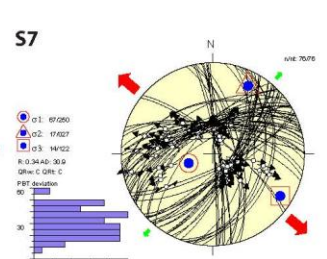 S7
N
n/nt: 76/76
σ1: 67/260
σ2: 17/027
σ3: 14/122
R: 0.34 AD: 30.9
QRw: C QRt: C
PBT deviation
60
30